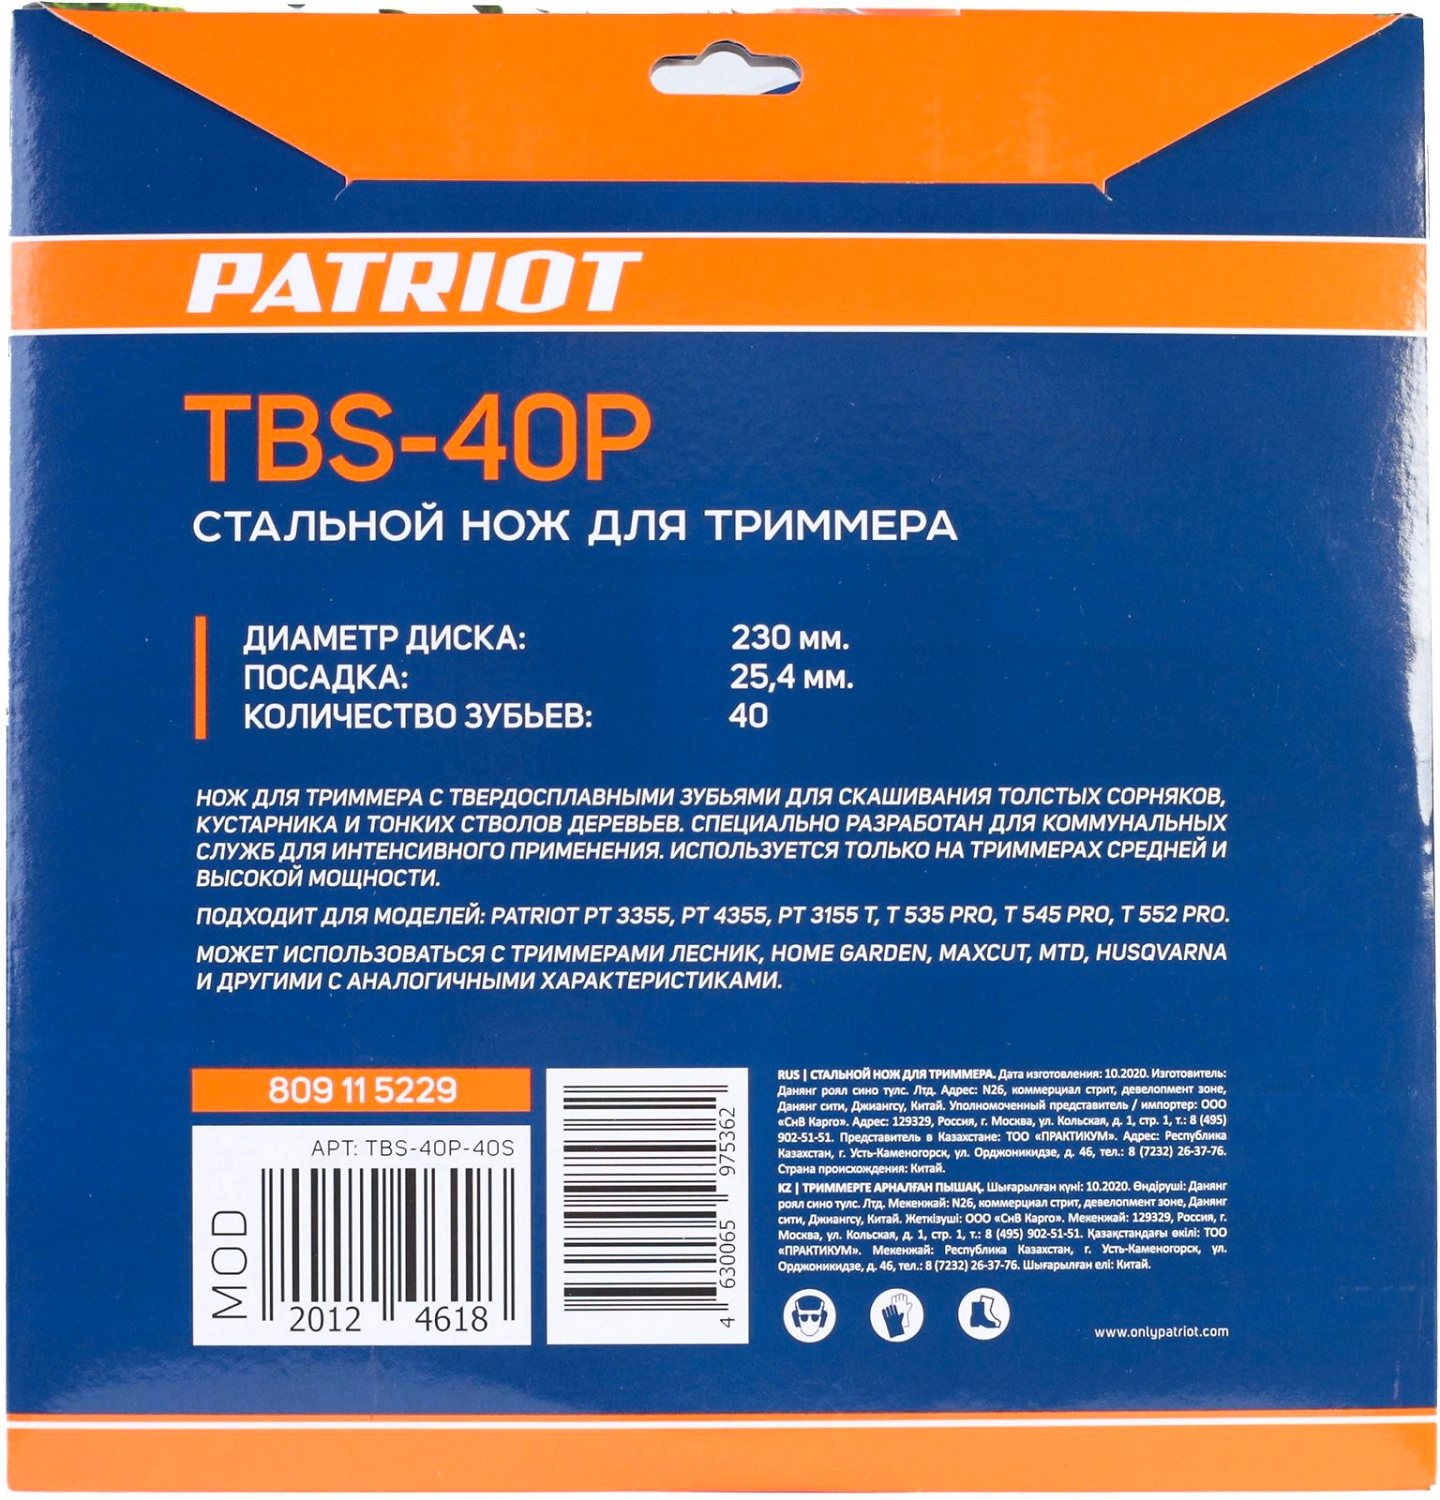 PATRIOT
TBS-40P
СТАЛЬНОЙ НОЖ ДЛЯ ТРИММЕРА
ДИАМЕТР ДИСКА: 230 мм.
ПОСАДКА: 25,4 мм.
КОЛИЧЕСТВО ЗУБЬЕВ: 40
НОЖ ДЛЯ ТРИММЕРА С ТВЕРДОСПЛАВНЫМИ ЗУБЬЯМИ ДЛЯ СКАШИВАНИЯ ТОЛСТЫХ СОРНЯКОВ,
КУСТАРНИКА И ТОНКИХ СТВОЛОВ ДЕРЕВЬЕВ. СПЕЦИАЛЬНО РАЗРАБОТАН ДЛЯ КОММУНАЛЬНЫХ
СЛУЖБ ДЛЯ ИНТЕНСИВНОГО ПРИМЕНЕНИЯ. ИСПОЛЬЗУЕТСЯ ТОЛЬКО НА ТРИММЕРАХ СРЕДНЕЙ И
ВЫСОКОЙ МОЩНОСТИ.
ПОДХОДИТ ДЛЯ МОДЕЛЕЙ: PATRIOT PT 3355, PT 4355, PT 3155 T, T 535 PRO, T 545 PRO, T 552 PRO.
МОЖЕТ ИСПОЛЬЗОВАТЬСЯ С ТРИММЕРАМИ ЛЕСНИК, HOME GARDEN, MAXCUT, MTD, HUSQVARNA
И ДРУГИМИ С АНАЛОГИЧНЫМИ ХАРАКТЕРИСТИКАМИ.
809 11 5229
АРТ: TBS-40P-40S
MOD
2012 4618
4 630065 975362
RUS | СТАЛЬНОЙ НОЖ ДЛЯ ТРИММЕРА. Дата изготовления: 10.2020. Изготовитель:
Данянг роял сино тулс. Лтд. Адрес: N26, коммерциал стрит, девелопмент зоне,
Данянг сити, Джиангсу, Китай. Уполномоченный представитель / импортер: ООО
«СнВ Карго». Адрес: 129329, Россия, г. Москва, ул. Кольская, д. 1, стр. 1, т.: 8 (495)
902-51-51. Представитель в Казахстане: ТОО «ПРАКТИКУМ». Адрес: Республика
Казахстан, г. Усть-Каменогорск, ул. Орджоникидзе, д. 46, тел.: 8 (7232) 26-37-76.
Страна происхождения: Китай.
KZ | ТРИММЕРГЕ АРНАЛҒАН ПЫШАҚ. Шығарылған күні: 10.2020. Өндіруші: Данянг
роял сино тулс. Лтд. Мекенжай: N26, коммерциал стрит, девелопмент зоне, Данянг
сити, Джиангсу, Китай. Жеткізуші: ООО «СнВ Карго». Мекенжай: 129329, Россия, г.
Москва, ул. Кольская, д. 1, стр. 1, т.: 8 (495) 902-51-51. Қазақстандағы өкілі: ТОО
«ПРАКТИКУМ». Мекенжай: Республика Казахстан, г. Усть-Каменогорск, ул.
Орджоникидзе, д. 46, тел.: 8 (7232) 26-37-76. Шығарылған елі: Китай.
www.onlypatriot.com